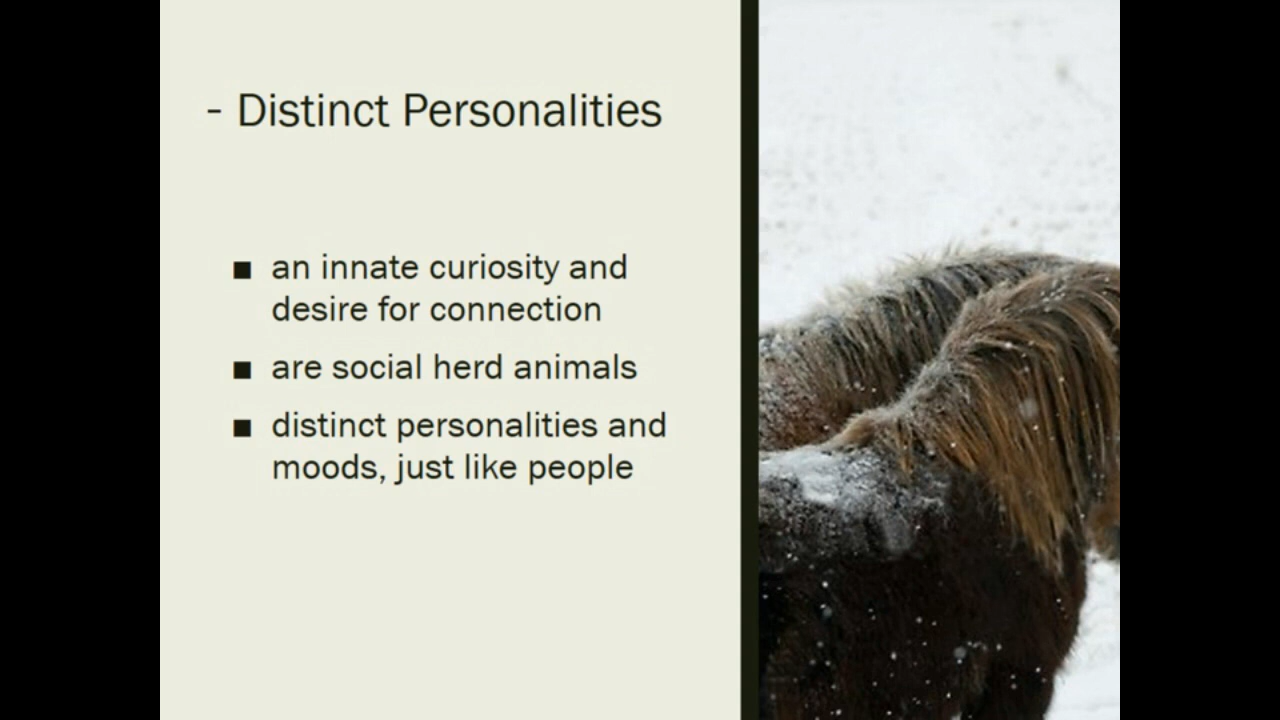 - Distinct Personalities
■ an innate curiosity and
desire for connection
■ are social herd animals
■ distinct personalities and
moods, just like people